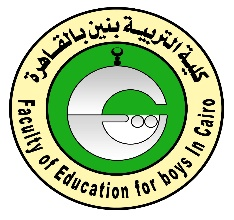 كلية التربية بنين بالقاهرة
Faculty of Education for boys In Cairo